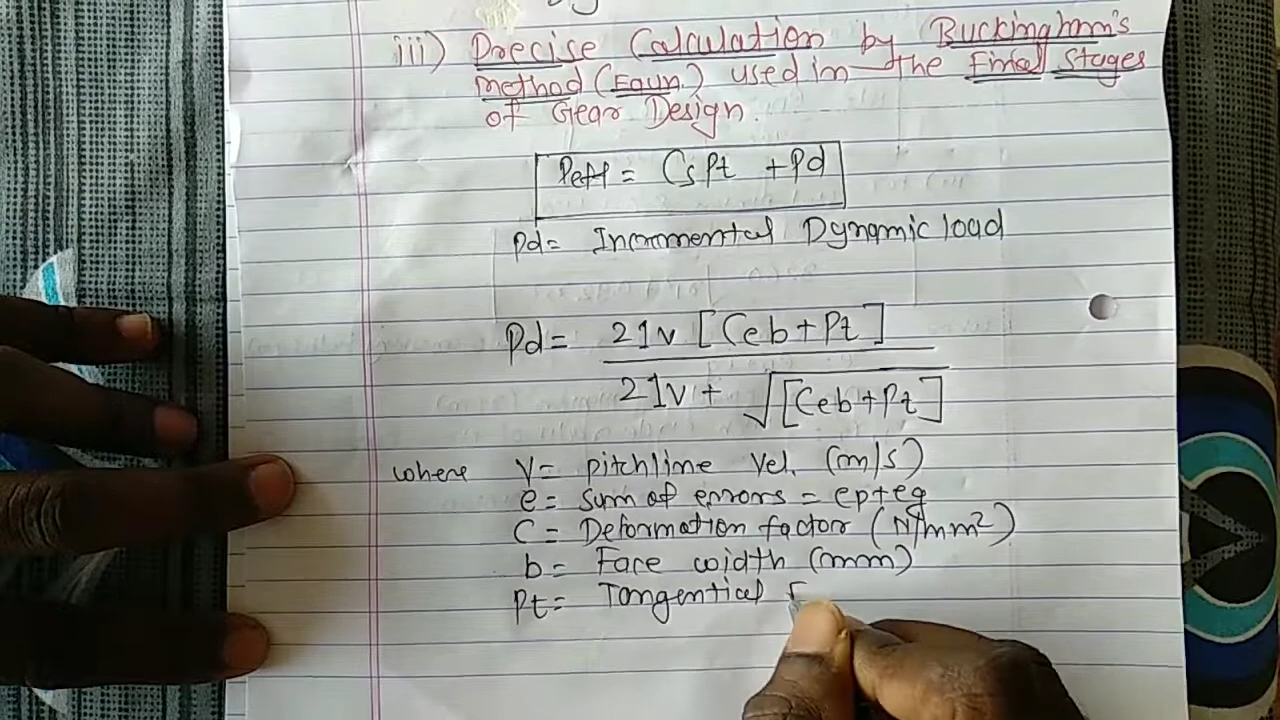 iii) Precise Calculation by Buckinghmm's
method (Equn.) used in the Final Stages
of Gear Design.
Peff = Cs Pt + Pd
Pd = Incremental Dynamic load
Pd = 21v [Ceb + Pt]
21v + √[Ceb + Pt]
where V = pitchline Vel. (m/s)
e = sum of errors = ep + eg
C = Deformation factor (N/mm²)
b = Face width (mm)
Pt = Tangential F